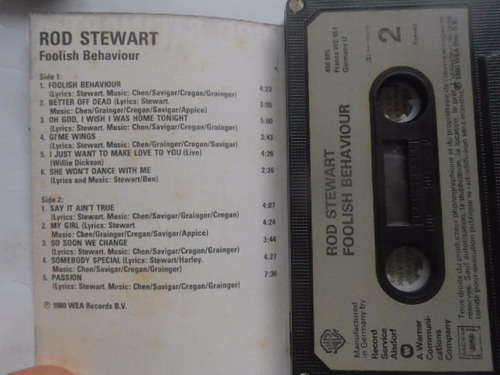 ROD STEWART
Foolish Behaviour
Side 1:
1. FOOLISH BEHAVIOUR
(Lyrics: Stewart. Music: Chen/Savigar/Cregan/Grainger) 4:23
2. BETTER OFF DEAD (Lyrics: Stewart.
Music: Chen/Grainger/Savigar/Appice) 3:05
3. OH GOD, I WISH I WAS HOME TONIGHT 5:00
(Lyrics: Stewart. Music: Chen/Savigar/Cregan/Grainger)
4. GI'ME WINGS 3:43
(Lyrics: Stewart. Music: Chen/Grainger/Cregan/Savigar)
5. I JUST WANT TO MAKE LOVE TO YOU (Live) 4:26
(Willie Dickson)
6. SHE WON'T DANCE WITH ME 2:26
(Lyrics and Music: Stewart/Ben)
Side 2:
1. SAY IT AIN'T TRUE 4:07
(Lyrics: Stewart. Music: Chen/Savigar/Grainger/Cregan)
2. MY GIRL (Lyrics: Stewart. 4:24
Music: Chen/Grainger/Cregan/Savigar/Appice)
3. SO SOON WE CHANGE 3:44
(Lyrics: Stewart. Music: Chen/Savigar/Cregan/Grainger)
4. SOMEBODY SPECIAL (Lyrics: Stewart/Harley. 4:27
Music: Chen/Savigar/Cregan/Grainger)
5. PASSION 7:36
(Lyrics: Stewart. Music: Chen/Savigar/Cregan/Grainger)
© 1980 WEA Records B.V.
2
Stereo
France WE 451
Germany U
ROD STEWART
FOOLISH BEHAVIOUR
Manufactured
in Germany by
Record
Service
Alsdorf
A Warner
Communi-
cations
Company